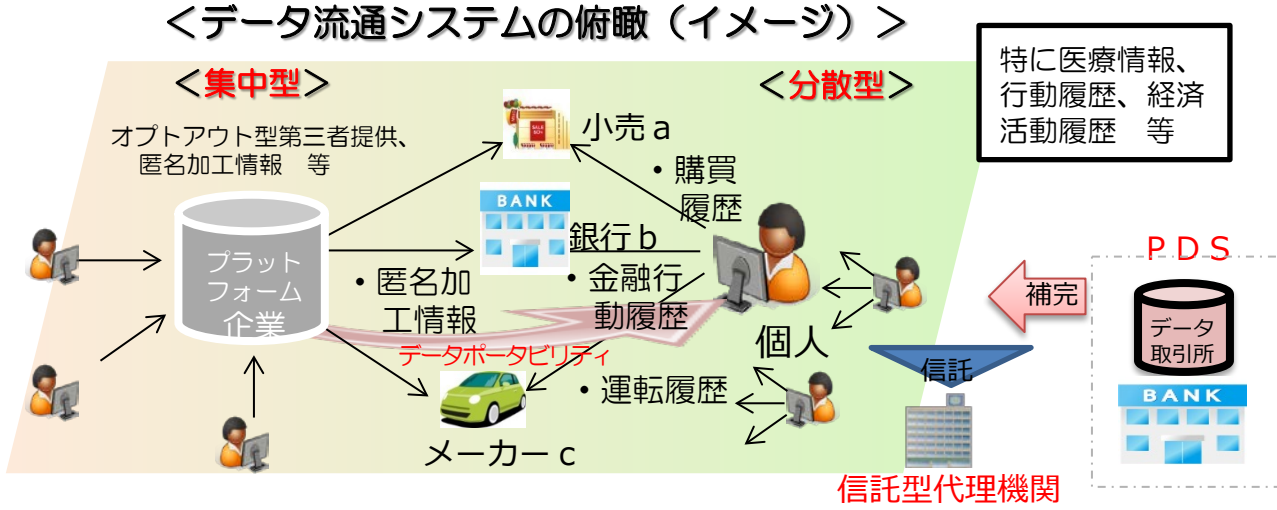 ＜データ流通システムの俯瞰（イメージ）＞
＜集中型＞
＜分散型＞
特に医療情報、
行動履歴、経済
活動履歴　等
オプトアウト型第三者提供、
匿名加工情報　等
小売ａ
・購買
履歴
BANK
銀行ｂ
プラット
フォーム
企業
・匿名加
工情報
・金融行
動履歴
データポータビリティ
個人
・運転履歴
メーカーｃ
信託
信託型代理機関
補完
ＰＤＳ
データ
取引所
BANK